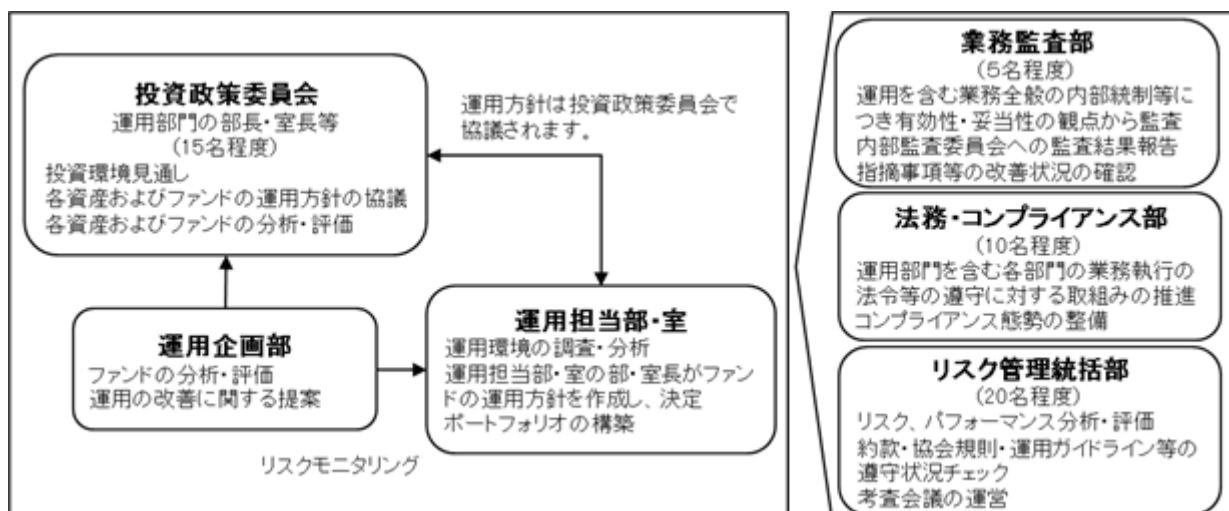 投資政策委員会
運用部門の部長・室長等
(15名程度)
投資環境見通し
各資産およびファンドの運用方針の協議
各資産およびファンドの分析・評価
運用方針は投資政策委員会で
協議されます。
運用企画部
ファンドの分析・評価
運用の改善に関する提案
運用担当部・室
運用環境の調査・分析
運用担当部・室の部・室長がファン
ドの運用方針を作成し、決定
ポートフォリオの構築
リスクモニタリング
業務監査部
(5名程度)
運用を含む業務全般の内部統制等に
つき有効性・妥当性の観点から監査
内部監査委員会への監査結果報告
指摘事項等の改善状況の確認
法務・コンプライアンス部
(10名程度)
運用部門を含む各部門の業務執行の
法令等の遵守に対する取組みの推進
コンプライアンス態勢の整備
リスク管理統括部
(20名程度)
リスク、パフォーマンス分析・評価
約款・協会規則・運用ガイドライン等の
遵守状況チェック
考査会議の運営